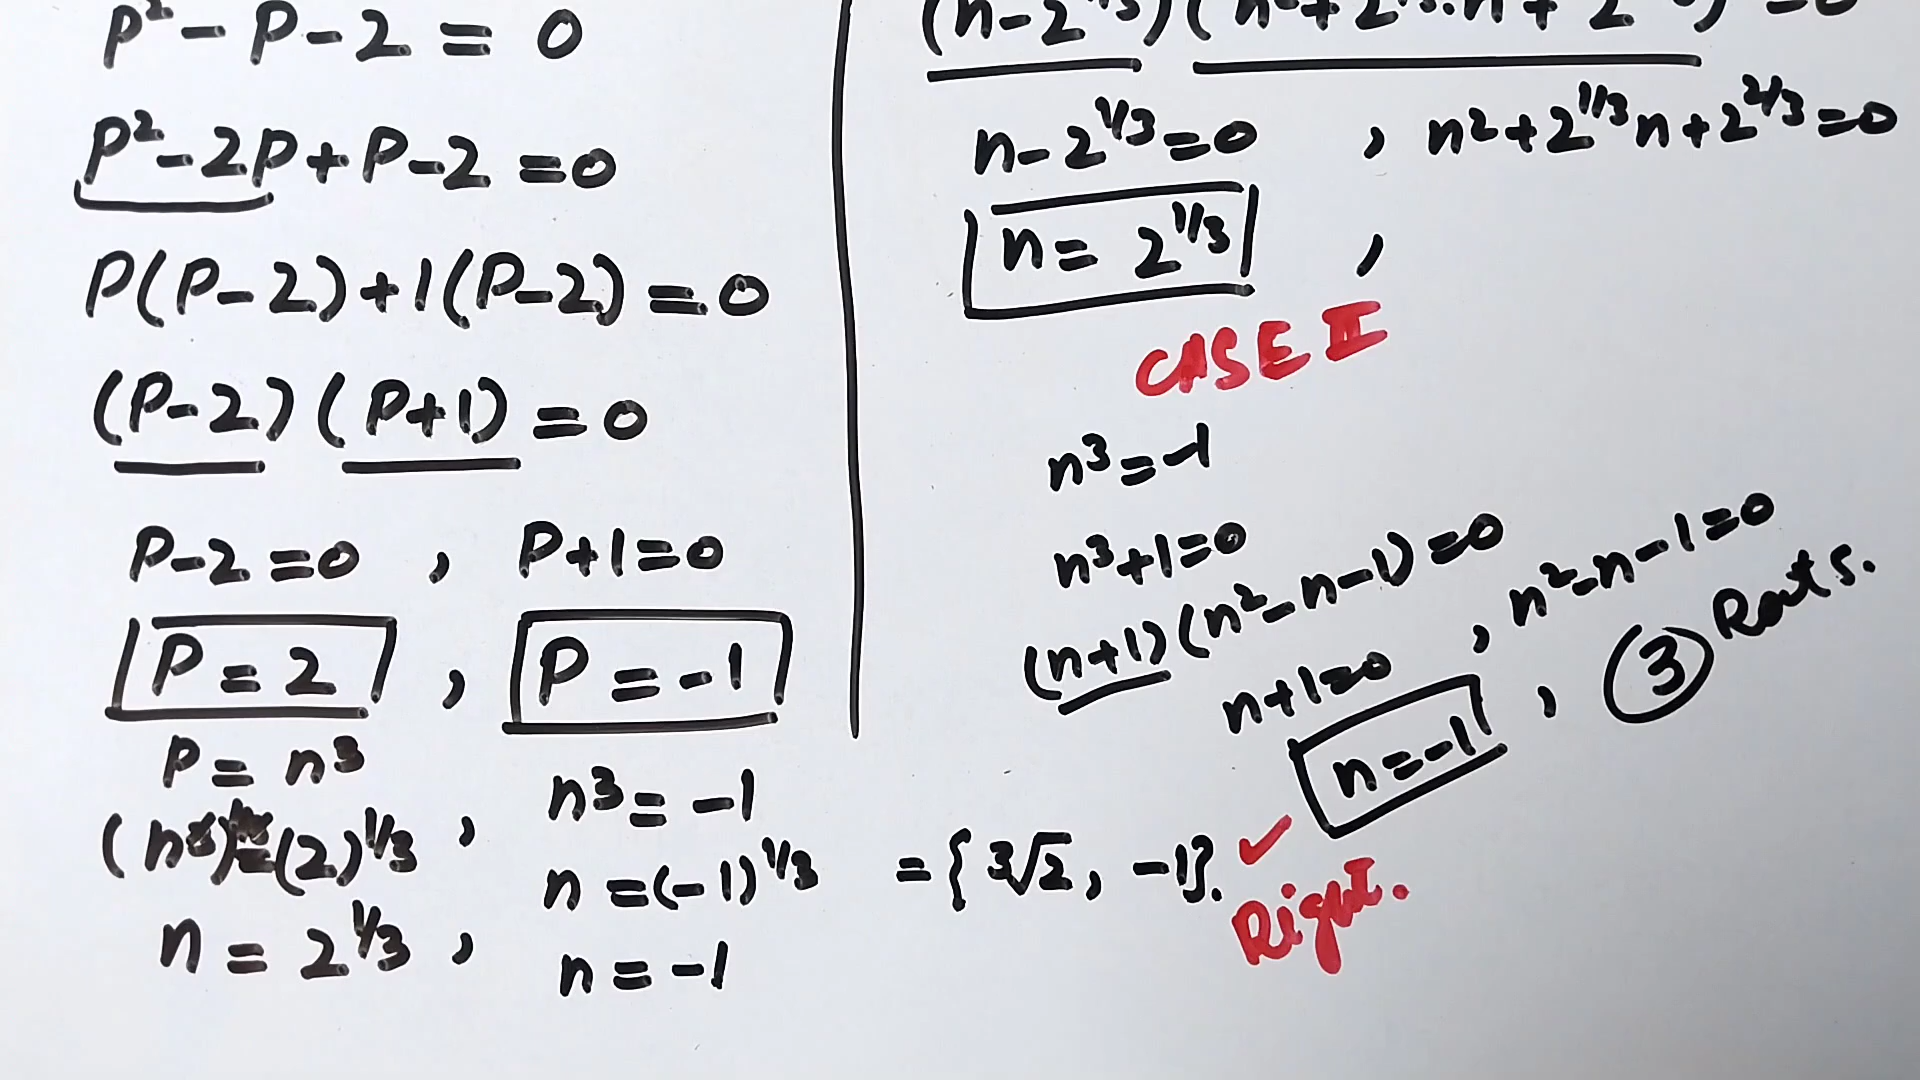 P² - P - 2 = 0
P² - 2P + P - 2 = 0
P(P-2) + 1(P-2) = 0
(P-2)(P+1) = 0
P-2=0 , P+1=0
P = 2 , P = -1
P = n³
n³ = -1
(2)^1/3 ,
n = (-1)^1/3
n = 2^1/3 ,
n = -1
n - 2^1/3 = 0 , n² + 2^1/3 n + 2^2/3 = 0
n = 2^1/3 ,
CASE II
n³ = -1
n³+1=0
(n+1)(n²-n-1)=0
n+1=0 , n²-n-1=0
n=-1 , ③ Roots.
= {³√2, -1}. ✓
Right.